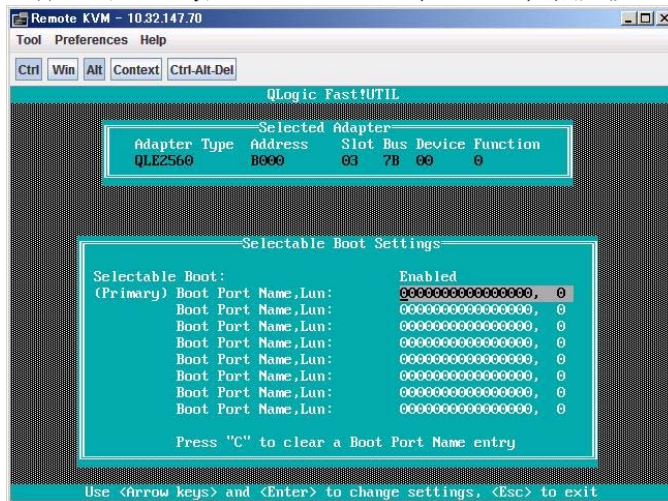 Remote KVM - 10.32.147.70
Tool Preferences Help
Ctrl Win Alt Context Ctrl-Alt-Del
QLogic Fast!UTIL
Selected Adapter
Adapter Type Address Slot Bus Device Function
QLE2560 B000 03 7B 00 0
Selectable Boot Settings
Selectable Boot: Enabled
(Primary) Boot Port Name,Lun: 0000000000000000, 0
Boot Port Name,Lun: 0000000000000000, 0
Boot Port Name,Lun: 0000000000000000, 0
Boot Port Name,Lun: 0000000000000000, 0
Boot Port Name,Lun: 0000000000000000, 0
Boot Port Name,Lun: 0000000000000000, 0
Boot Port Name,Lun: 0000000000000000, 0
Boot Port Name,Lun: 0000000000000000, 0
Press "C" to clear a Boot Port Name entry
Use <Arrow keys> and <Enter> to change settings, <Esc> to exit